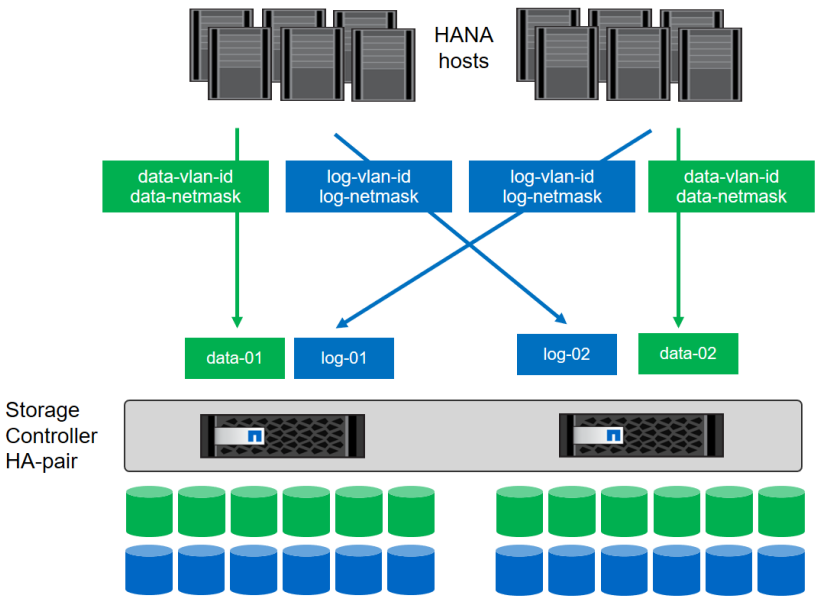 HANA
hosts
data-vlan-id
data-netmask
log-vlan-id
log-netmask
log-vlan-id
log-netmask
data-vlan-id
data-netmask
data-01
log-01
log-02
data-02
Storage
Controller
HA-pair